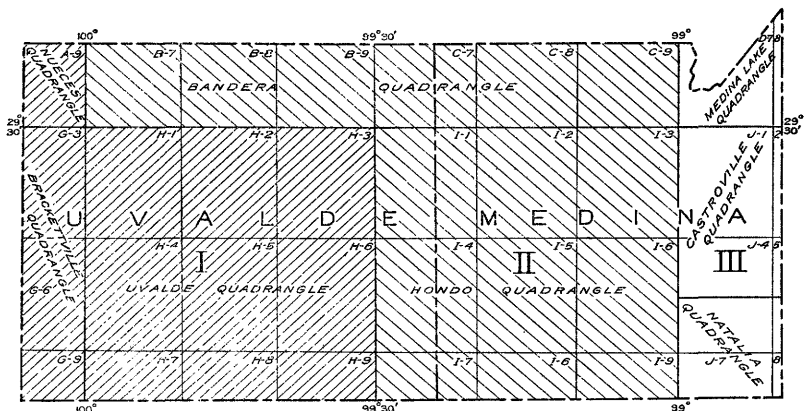 100°
99°30'
99°
A-9 B-7 B-8 B-9 C-7 C-8 C-9 D7 8
NUECES QUADRANGLE
BANDERA QUADRANGLE
MEDINA LAKE QUADRANGLE
29° 30'
29° 30'
G-3 H-1 H-2 H-3 I-1 I-2 I-3 J-1 2
BRACKETTVILLE QUADRANGLE
CASTROVILLE QUADRANGLE
UVALDE MEDINA
H-4 H-5 H-6 I-4 I-5 I-6 J-4 5
I II III
G-6 UVALDE QUADRANGLE HONDO QUADRANGLE
NATALIA QUADRANGLE
G-9 H-7 H-8 H-9 I-7 I-8 I-9 J-7 8
100°
99°30'
99°